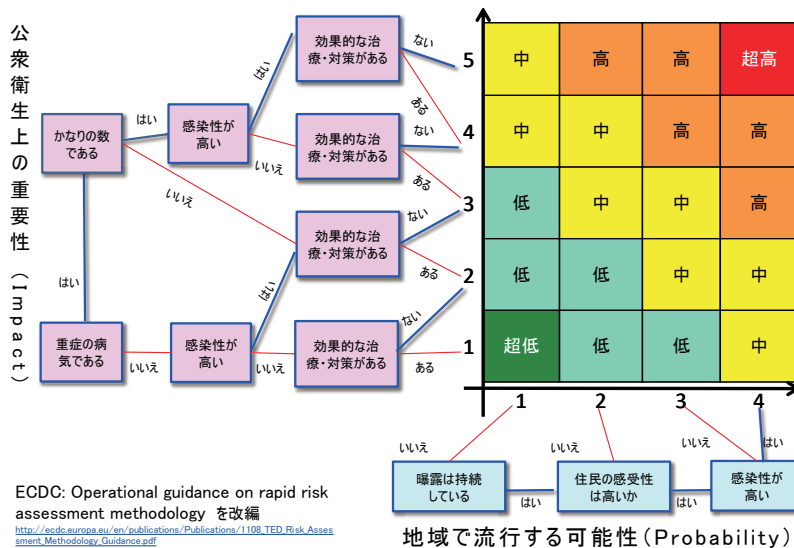 公衆衛生上の重要性(Impact)
かなりの数
である
はい
感染性が
高い
はい
いいえ
いいえ
効果的な治
療・対策がある
ない
ある
効果的な治
療・対策がある
ない
ある
効果的な治
療・対策がある
ない
ある
はい
はい
重症の病
気である
いいえ
感染性が
高い
いいえ
効果的な治
療・対策がある
ない
ある
5 中 高 高 超高
4 中 中 高 高
3 低 中 中 高
2 低 低 中 中
1 超低 低 低 中
1 2 3 4
いいえ いいえ いいえ はい
曝露は持続
している
はい
住民の感受性
は高いか
はい
感染性が
高い
地域で流行する可能性(Probability)
ECDC: Operational guidance on rapid risk
assessment methodology を改編
http://ecdc.europa.eu/en/publications/Publications/1108_TED_Risk_Asses
sment_Methodology_Guidance.pdf